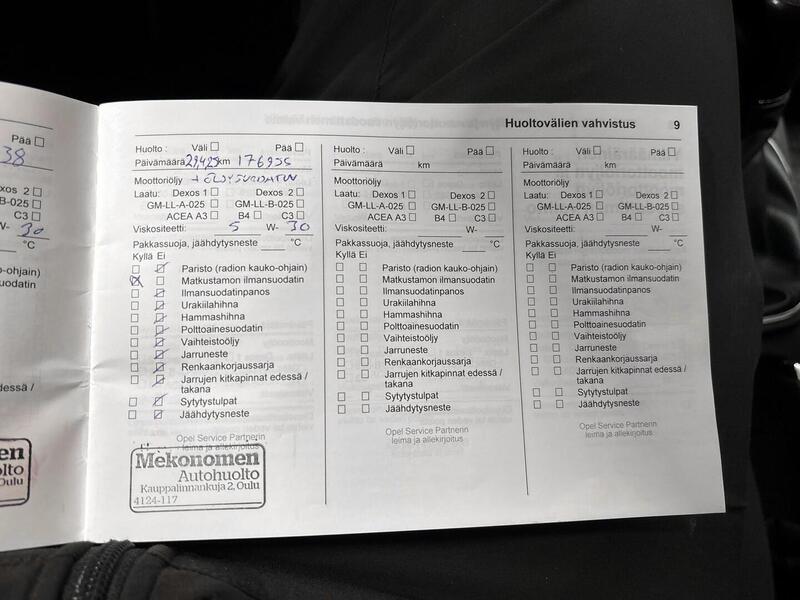 Huoltovälien vahvistus 9
Pää ☐
38
Dexos 2 ☐
GM-LL-B-025 ☐
C3 ☐
W- 30
°C
Huolto : Väli ☐ Pää ☐
Päivämäärä km 176935
Moottoriöljy + ÖLJYSUODATIN
Laatu: Dexos 1 ☐ Dexos 2 ☐
GM-LL-A-025 ☐ GM-LL-B-025 ☐
ACEA A3 ☐ B4 ☐ C3 ☐
Viskositeetti: 5 W- 30
Pakkassuoja, jäähdytysneste °C
Kyllä Ei
☐ ☑ Paristo (radion kauko-ohjain)
☒ ☐ Matkustamon ilmansuodatin
☐ ☑ Ilmansuodatinpanos
☐ ☑ Urakiilahihna
☐ ☑ Hammashihna
☐ ☑ Polttoainesuodatin
☐ ☑ Vaihteistoöljy
☐ ☑ Jarruneste
☐ ☑ Renkaankorjaussarja
☐ ☑ Jarrujen kitkapinnat edessä /
takana
☐ ☑ Sytytystulpat
☐ ☑ Jäähdytysneste
Opel Service Partnerin
leima ja allekirjoitus
Mekonomen
Autohuolto
Kauppalinnankuja 2, Oulu
4124-117
Huolto : Väli ☐ Pää ☐
Päivämäärä km
Moottoriöljy
Laatu: Dexos 1 ☐ Dexos 2 ☐
GM-LL-A-025 ☐ GM-LL-B-025 ☐
ACEA A3 ☐ B4 ☐ C3 ☐
Viskositeetti: W-
Pakkassuoja, jäähdytysneste °C
Kyllä Ei
☐ ☐ Paristo (radion kauko-ohjain)
☐ ☐ Matkustamon ilmansuodatin
☐ ☐ Ilmansuodatinpanos
☐ ☐ Urakiilahihna
☐ ☐ Hammashihna
☐ ☐ Polttoainesuodatin
☐ ☐ Vaihteistoöljy
☐ ☐ Jarruneste
☐ ☐ Renkaankorjaussarja
☐ ☐ Jarrujen kitkapinnat edessä /
takana
☐ ☐ Sytytystulpat
☐ ☐ Jäähdytysneste
Opel Service Partnerin
leima ja allekirjoitus
Huolto : Väli ☐ Pää ☐
Päivämäärä km
Moottoriöljy
Laatu: Dexos 1 ☐ Dexos 2 ☐
GM-LL-A-025 ☐ GM-LL-B-025 ☐
ACEA A3 ☐ B4 ☐ C3 ☐
Viskositeetti: W-
Pakkassuoja, jäähdytysneste °C
Kyllä Ei
☐ ☐ Paristo (radion kauko-ohjain)
☐ ☐ Matkustamon ilmansuodatin
☐ ☐ Ilmansuodatinpanos
☐ ☐ Urakiilahihna
☐ ☐ Hammashihna
☐ ☐ Polttoainesuodatin
☐ ☐ Vaihteistoöljy
☐ ☐ Jarruneste
☐ ☐ Renkaankorjaussarja
☐ ☐ Jarrujen kitkapinnat edessä /
takana
☐ ☐ Sytytystulpat
☐ ☐ Jäähdytysneste
Opel Service Partnerin
leima ja allekirjoitus